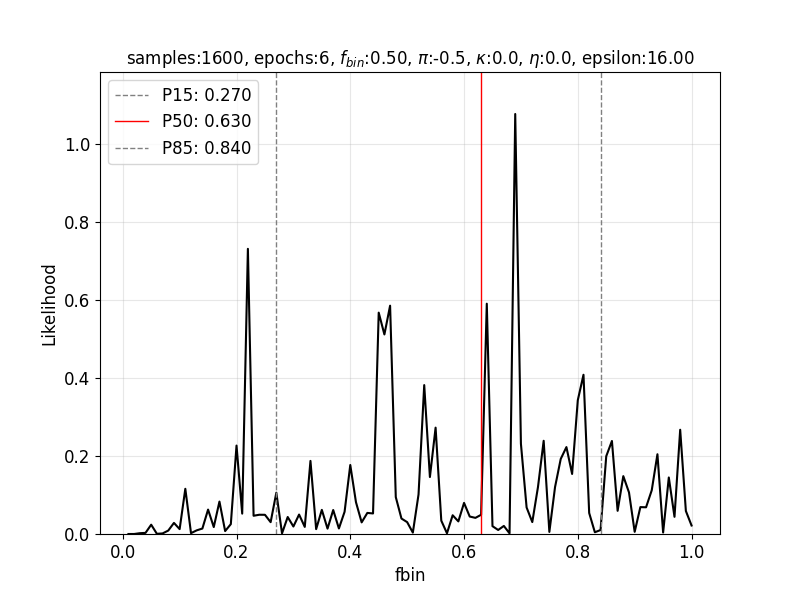 samples:1600, epochs:6, f_bin:0.50, π:-0.5, κ:0.0, η:0.0, epsilon:16.00
P15: 0.270
P50: 0.630
P85: 0.840
Likelihood
1.0
0.8
0.6
0.4
0.2
0.0
0.0 0.2 0.4 0.6 0.8 1.0
fbin